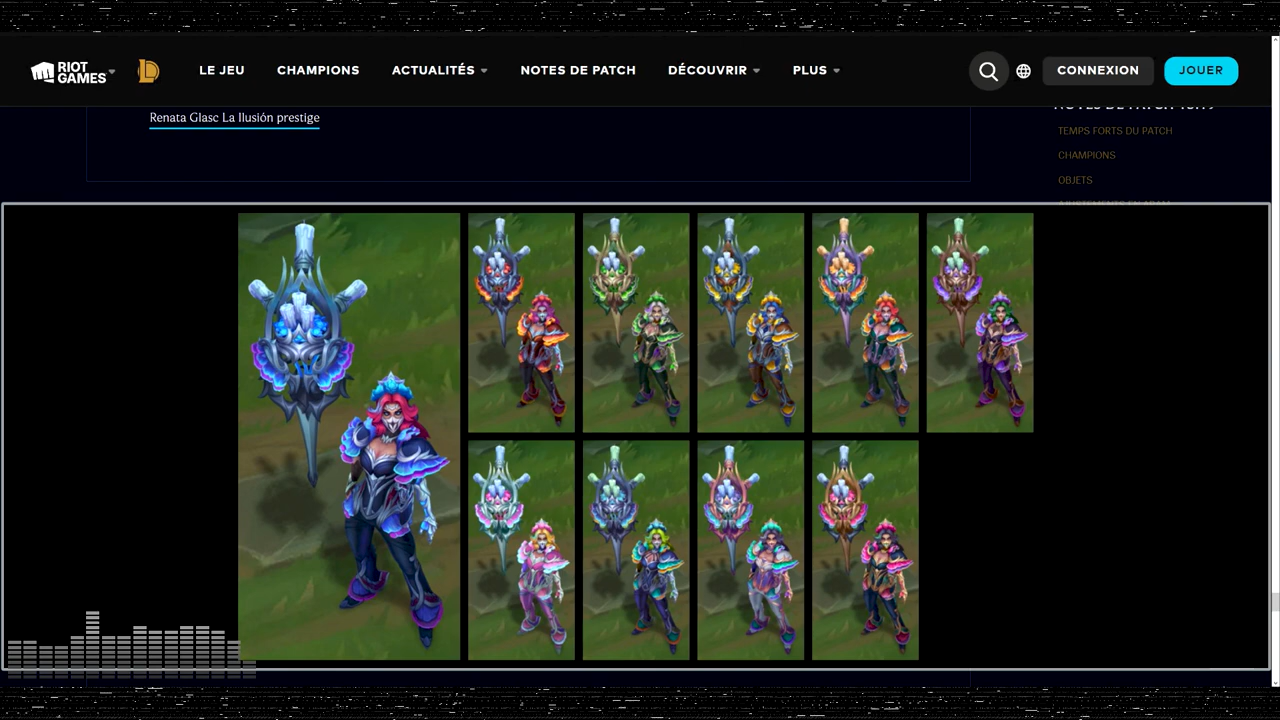 RIOT
GAMES
LE JEU
CHAMPIONS
ACTUALITÉS
NOTES DE PATCH
DÉCOUVRIR
PLUS
CONNEXION
JOUER
Renata Glasc La Ilusión prestige
TEMPS FORTS DU PATCH
CHAMPIONS
OBJETS